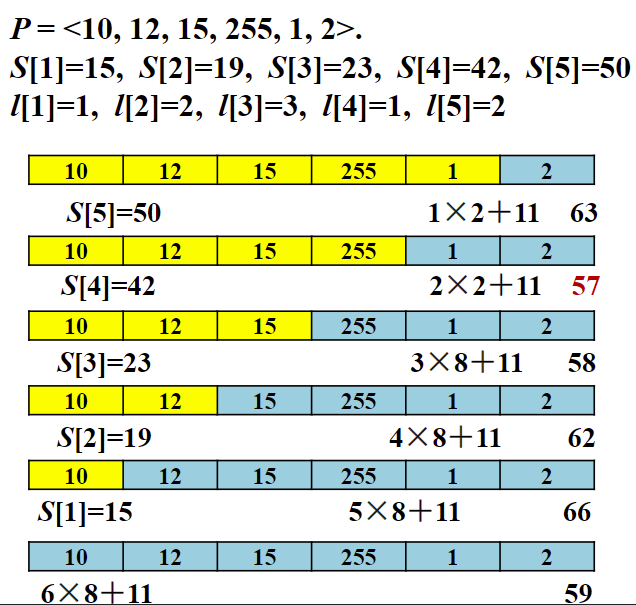 P = <10, 12, 15, 255, 1, 2>.
S[1]=15, S[2]=19, S[3]=23, S[4]=42, S[5]=50
l[1]=1, l[2]=2, l[3]=3, l[4]=1, l[5]=2
10 12 15 255 1 2
S[5]=50 1×2+11 63
10 12 15 255 1 2
S[4]=42 2×2+11 57
10 12 15 255 1 2
S[3]=23 3×8+11 58
10 12 15 255 1 2
S[2]=19 4×8+11 62
10 12 15 255 1 2
S[1]=15 5×8+11 66
10 12 15 255 1 2
6×8+11 59